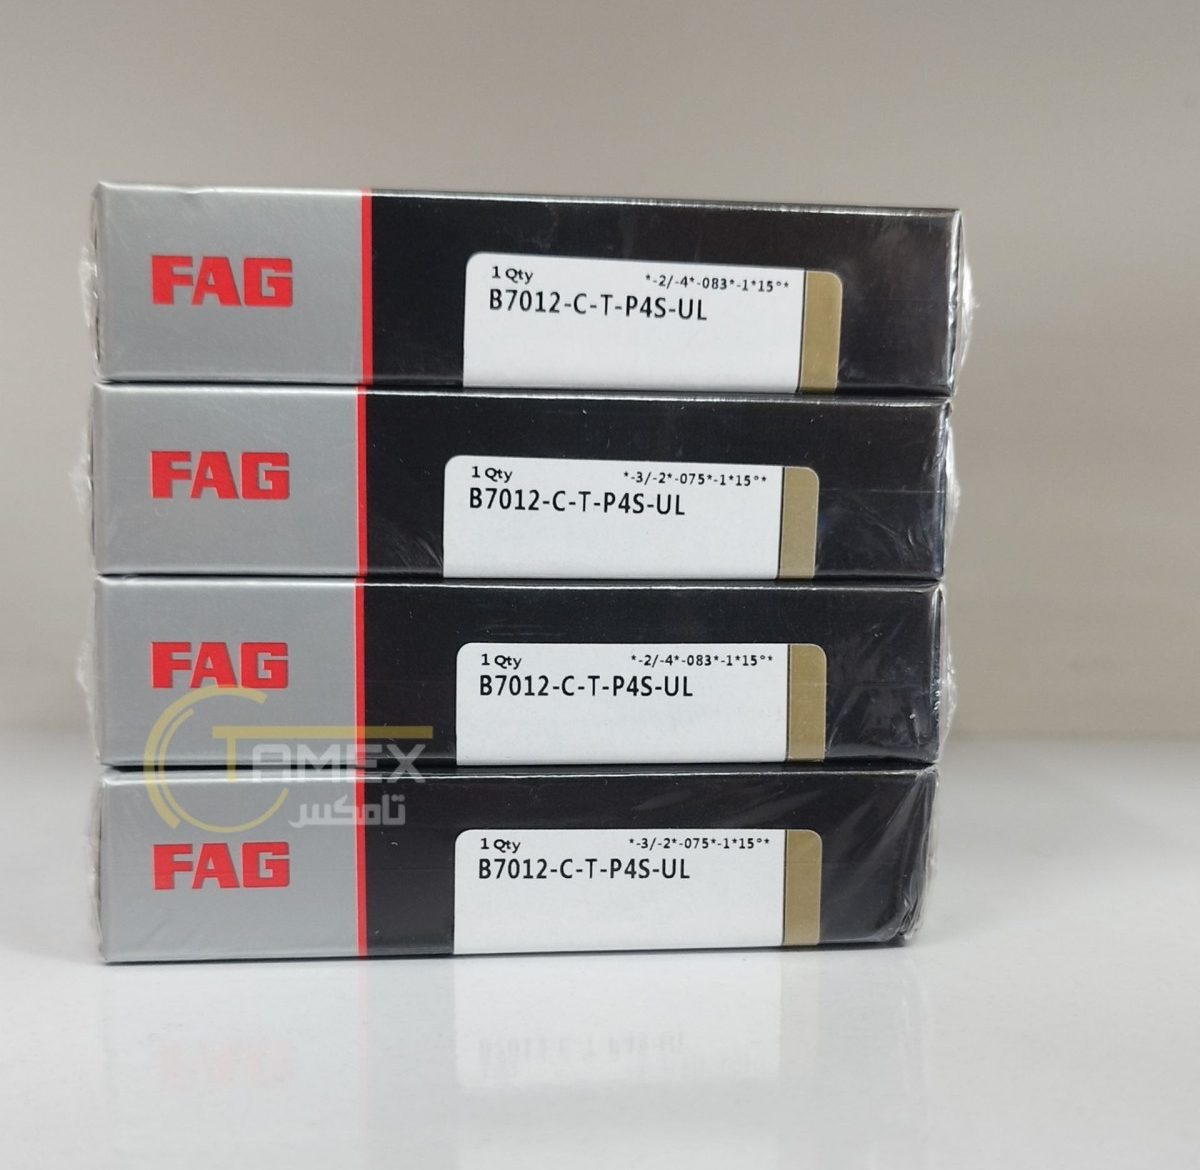 FAG
1 Qty *-2/-4*-083*-1*15°*
B7012-C-T-P4S-UL
FAG
1 Qty *-3/-2*-075*-1*15°*
B7012-C-T-P4S-UL
FAG
1 Qty *-2/-4*-083*-1*15°*
B7012-C-T-P4S-UL
TAMEX
تامکس
FAG
1 Qty *-3/-2*-075*-1*15°*
B7012-C-T-P4S-UL